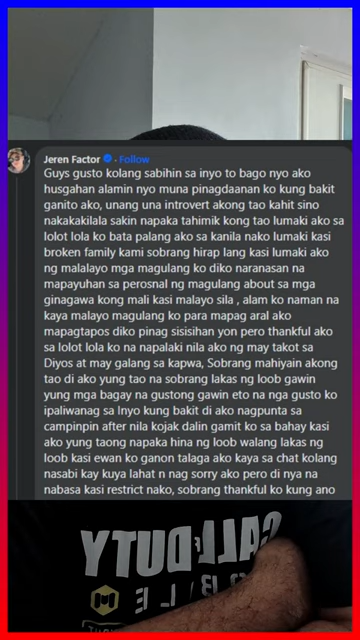 Jeren Factor · Follow
Guys gusto kolang sabihin sa inyo to bago nyo ako
husgahan alamin nyo muna pinagdaanan ko kung bakit
ganito ako, unang una introvert akong tao kahit sino
nakakakilala sakin napaka tahimik kong tao lumaki ako sa
lolot lola ko bata palang ako sa kanila nako lumaki kasi
broken family kami sobrang hirap lang kasi lumaki ako
ng malalayo mga magulang ko diko naranasan na
mapayuhan sa perosnal ng magulang about sa mga
ginagawa kong mali kasi malayo sila , alam ko naman na
kaya malayo magulang ko para mapag aral ako at
mapagtapos diko pinag sisisihan yon pero thankful ako
sa lolot lola ko na napalaki nila ako ng may takot sa
Diyos at may galang sa kapwa, Sobrang mahiyain akong
tao di ako yung tao na sobrang lakas ng loob gawin
yung mga bagay na gustong gawin eto na nga gusto ko
ipaliwanag sa Inyo kung bakit di ako nagpunta sa
campinpin after nila kojak dalin gamit ko sa bahay kasi
ako yung taong napaka hina ng loob walang lakas ng
loob kasi ewan ko ganon talaga ako kaya sa chat kolang
nasabi kay kuya lahat n nag sorry ako pero di nya na
nabasa kasi restrict nako, sobrang thankful ko kung ano
CALL OF DUTY